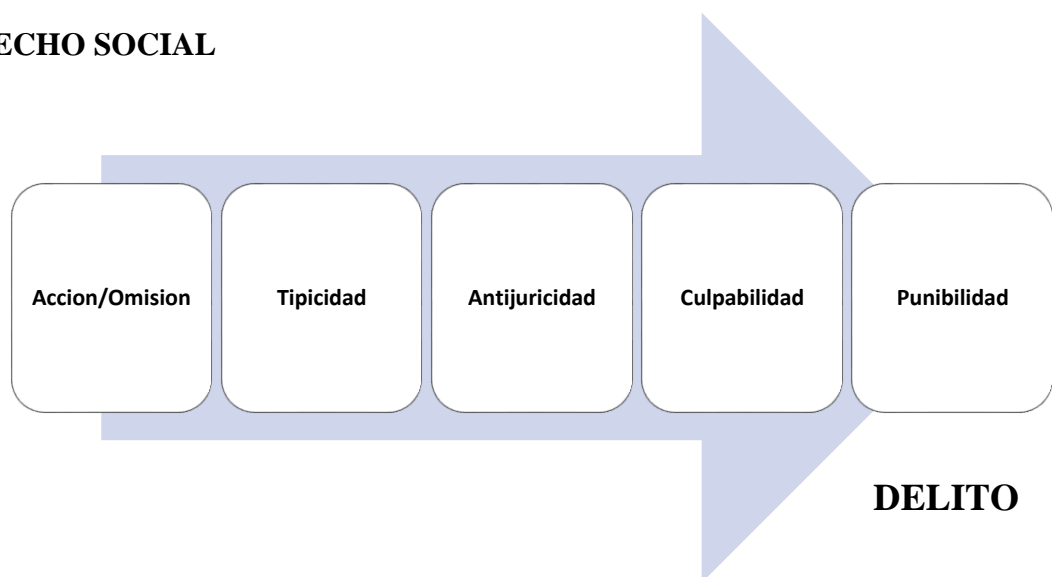 ECHO SOCIAL
Accion/Omision
Tipicidad
Antijuricidad
Culpabilidad
Punibilidad
DELITO